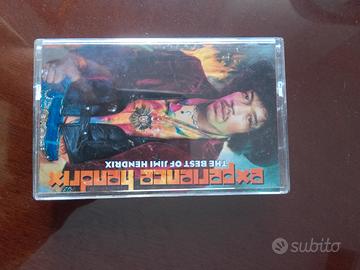 experience hendrix
THE BEST OF JIMI HENDRIX
subito